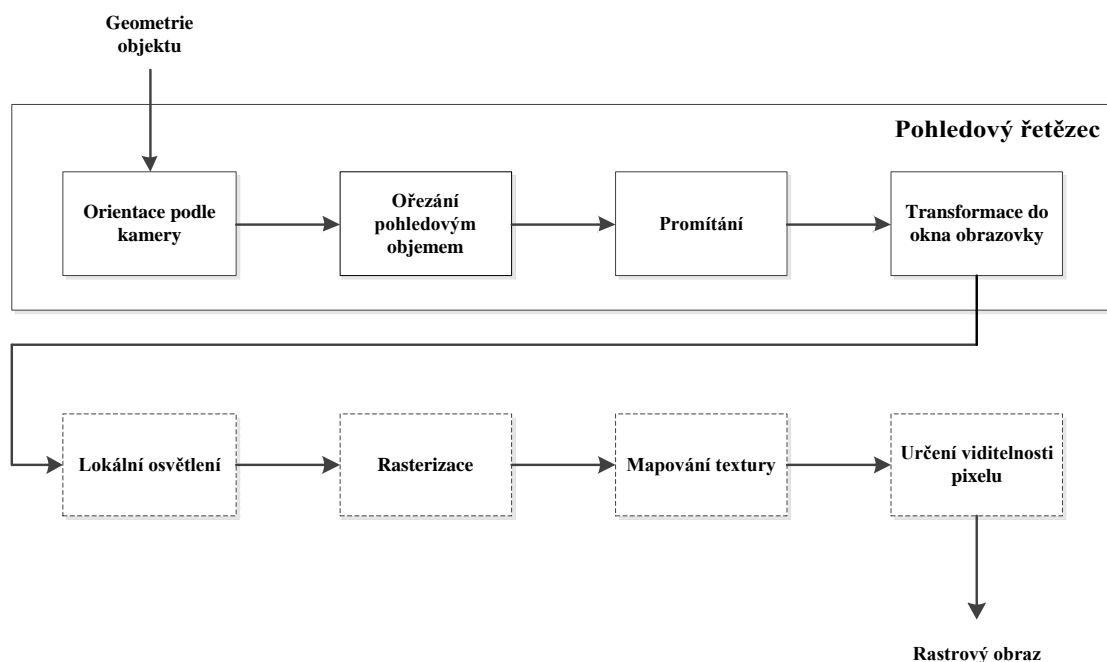 Geometrie
objektu
Pohledový řetězec
Orientace podle
kamery
Ořezání
pohledovým
objemem
Promítání
Transformace do
okna obrazovky
Lokální osvětlení
Rasterizace
Mapování textury
Určení viditelnosti
pixelu
Rastrový obraz